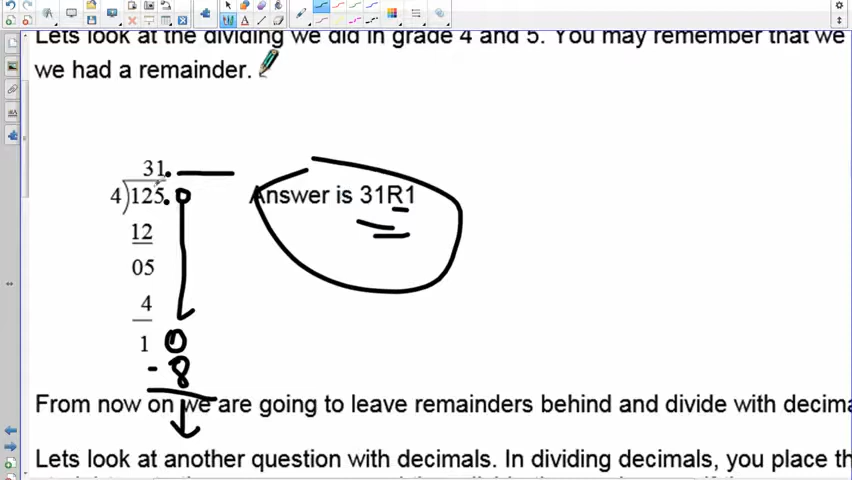 Lets look at the dividing we did in grade 4 and 5. You may remember that we
we had a remainder.
31.
4)125.0
Answer is 31R1
12
05
4
1 0
- 8
From now on we are going to leave remainders behind and divide with decima
Lets look at another question with decimals. In dividing decimals, you place th